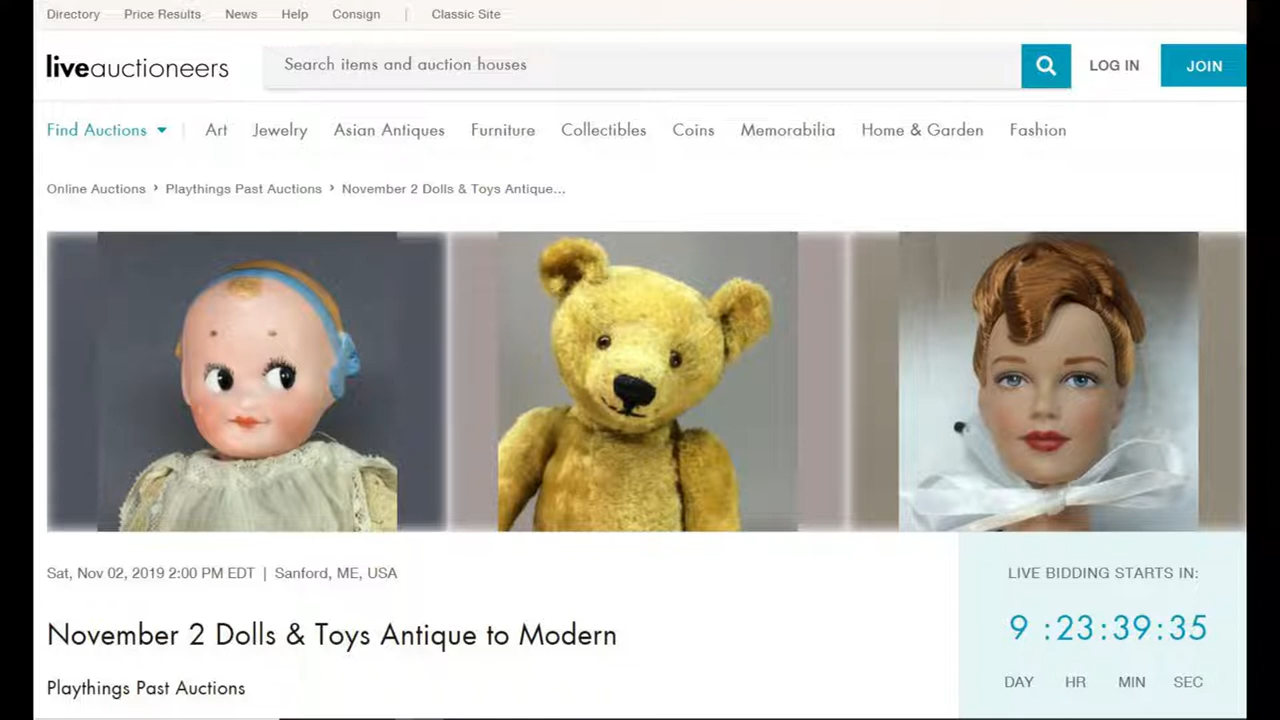 Directory Price Results News Help Consign | Classic Site
liveauctioneers Search items and auction houses LOG IN JOIN
Find Auctions | Art Jewelry Asian Antiques Furniture Collectibles Coins Memorabilia Home & Garden Fashion
Online Auctions › Playthings Past Auctions › November 2 Dolls & Toys Antique...
Sat, Nov 02, 2019 2:00 PM EDT | Sanford, ME, USA
November 2 Dolls & Toys Antique to Modern
Playthings Past Auctions
LIVE BIDDING STARTS IN:
9 : 23 : 39 : 35
DAY HR MIN SEC